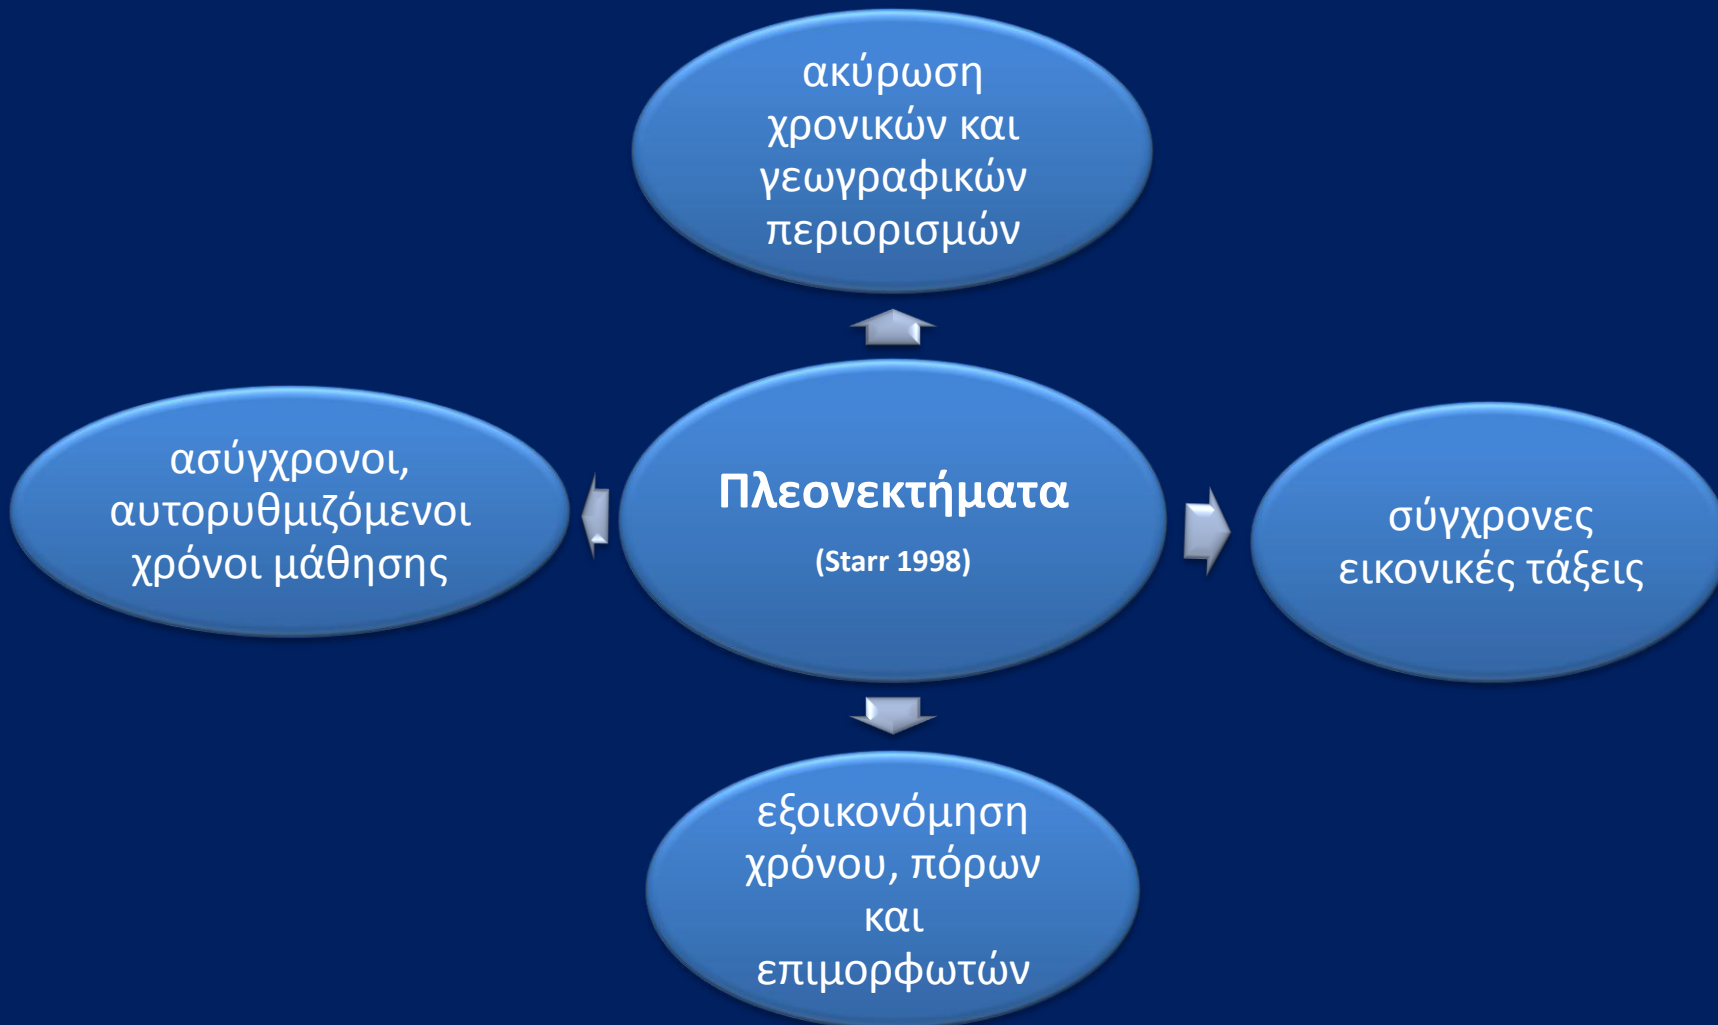 ακύρωση
χρονικών και
γεωγραφικών
περιορισμών
ασύγχρονοι,
αυτορυθμιζόμενοι
χρόνοι μάθησης
Πλεονεκτήματα
(Starr 1998)
σύγχρονες
εικονικές τάξεις
εξοικονόμηση
χρόνου, πόρων
και
επιμορφωτών